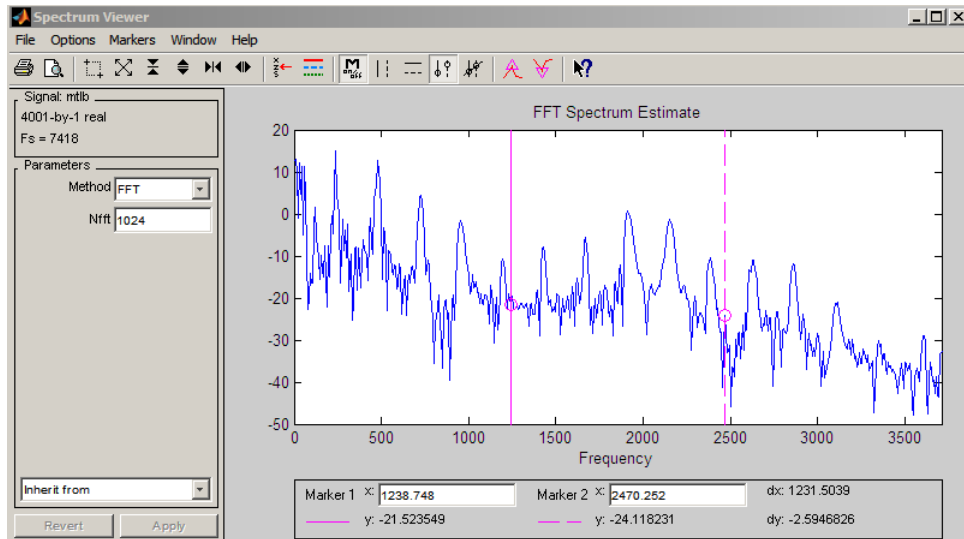 Spectrum Viewer
File Options Markers Window Help
M
on/off
Signal: mtlb
4001-by-1 real
Fs = 7418
Parameters
Method FFT
Nfft 1024
Inherit from
Revert Apply
FFT Spectrum Estimate
20
10
0
-10
-20
-30
-40
-50
0 500 1000 1500 2000 2500 3000 3500
Frequency
Marker 1 x: 1238.748 Marker 2 x: 2470.252 dx: 1231.5039
y: -21.523549 y: -24.118231 dy: -2.5946826